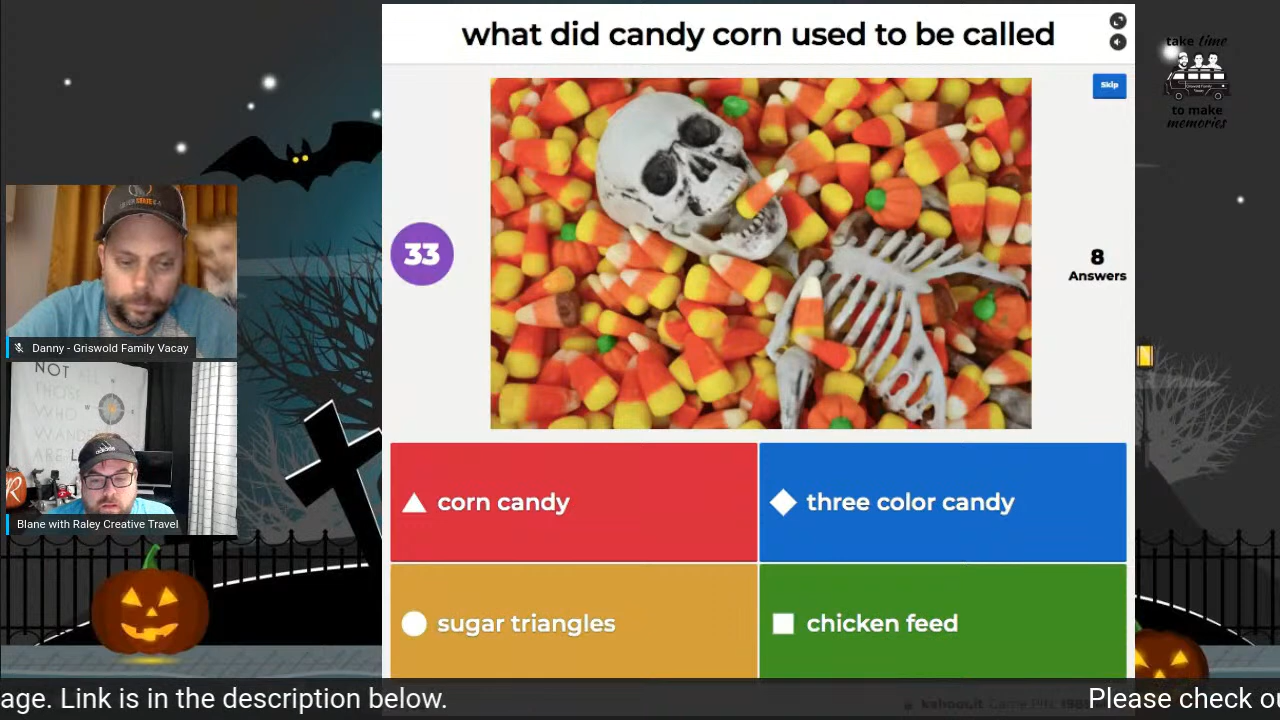 what did candy corn used to be called
take time
to make
memories
Skip
33
8
Answers
Danny - Griswold Family Vacay
NOT ALL
THOSE
WHO
WANDER
ARE L
Blane with Raley Creative Travel
corn candy
three color candy
sugar triangles
chicken feed
age. Link is in the description below.
Please check ou